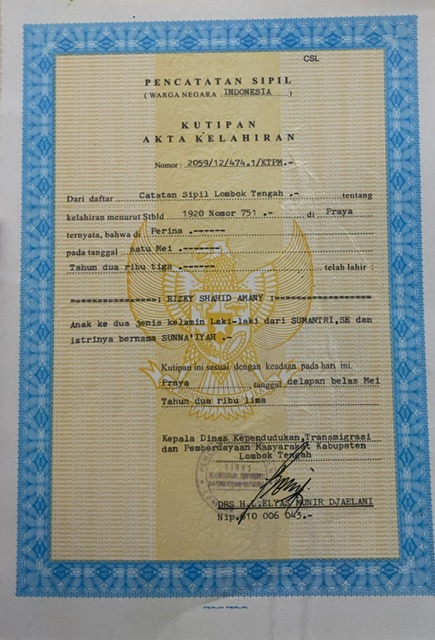 CSL
PENCATATAN SIPIL
( WARGA NEGARA : INDONESIA ......)
KUTIPAN
AKTA KELAHIRAN
Nomor : 2059/12/474.1/KTPM.-
Dari daftar Catatan Sipil Lombok Tengah .- tentang
kelahiran menurut Stbld 1920 Nomor 751 .- di Praya
ternyata, bahwa di Perina .------
pada tanggal satu Mei .-------
Tahun dua ribu tiga .------ telah lahir :
=============: RIZKY SHAHID AMANY :===============
Anak ke dua jenis kelamin Laki-laki dari SUMANTRI,SE dan
istrinya bernama SUNNA'IYAH .-
Kutipan ini sesuai dengan keadaan pada hari ini.
Praya , tanggal delapan belas Mei
Tahun dua ribu lima
Kepala Dinas Kependudukan,Transmigrasi
dan Pemberdayaan Masyarakat Kabupaten
Lombok Tengah
DINAS
DRS H.L.ELYAS MUNIR DJAELANI
Nip.610 006 043.-